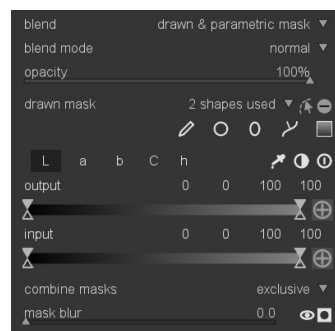 blend drawn & parametric mask
blend mode normal
opacity 100%
drawn mask 2 shapes used
L a b C h
output 0 0 100 100
input 0 0 100 100
combine masks exclusive
mask blur 0.0